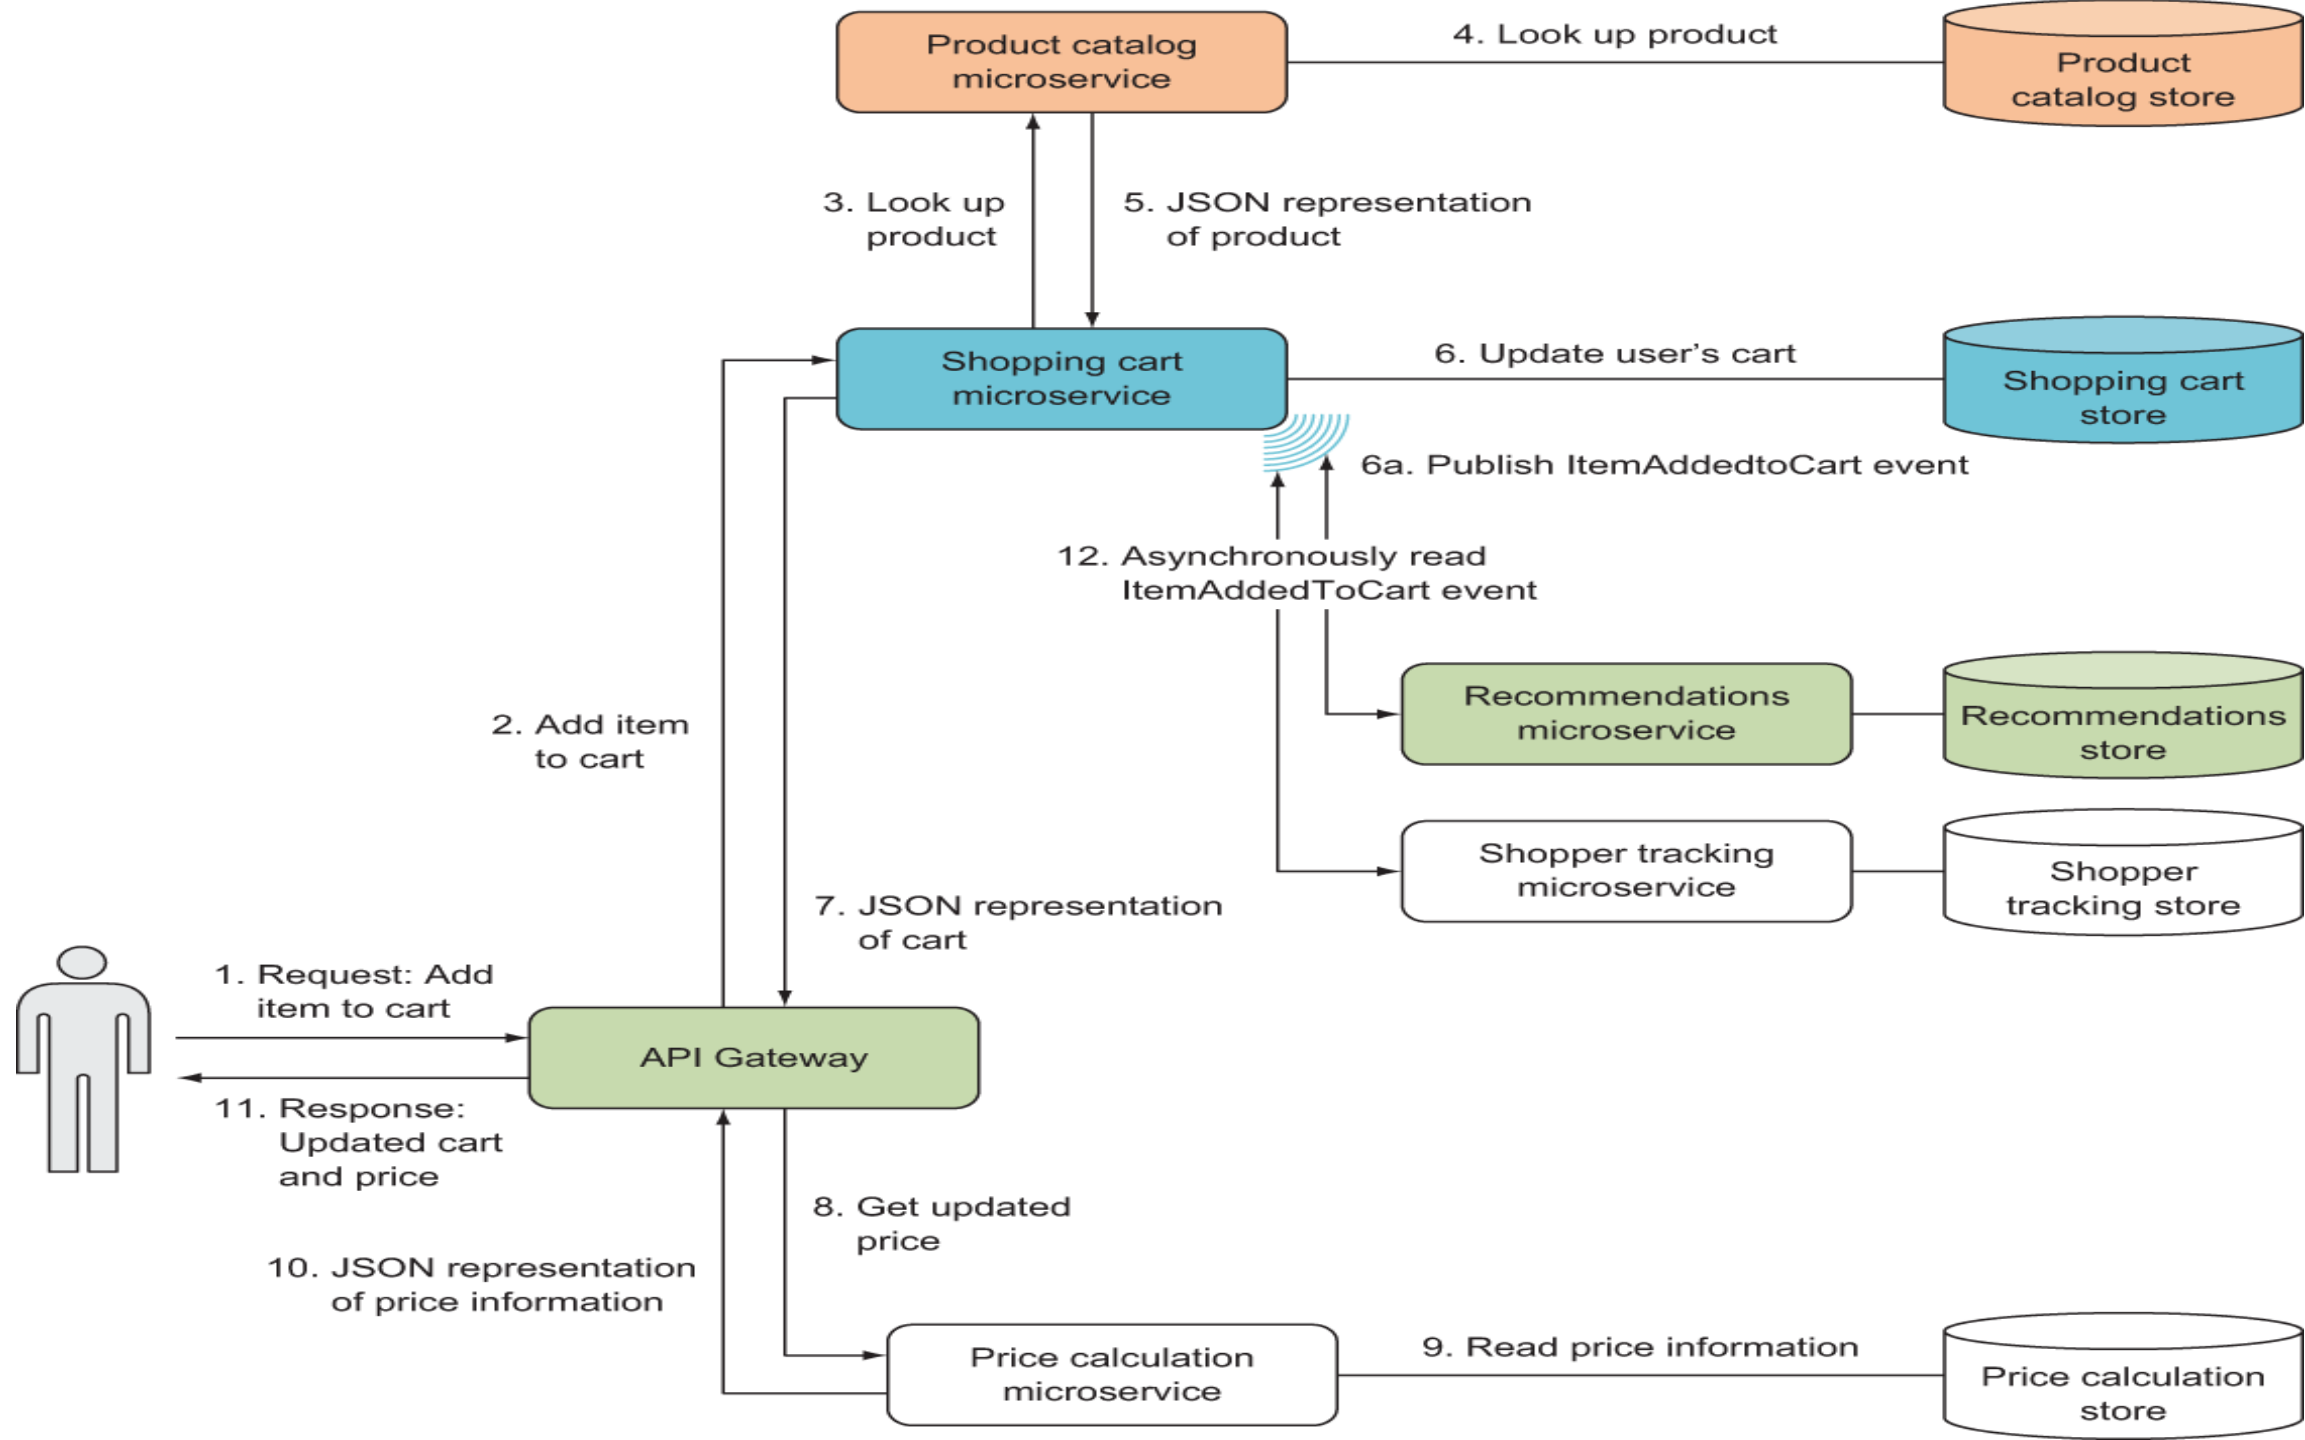 Product catalog
microservice
4. Look up product
Product
catalog store
3. Look up
product
5. JSON representation
of product
Shopping cart
microservice
6. Update user’s cart
Shopping cart
store
6a. Publish ItemAddedtoCart event
12. Asynchronously read
ItemAddedToCart event
2. Add item
to cart
Recommendations
microservice
Recommendations
store
Shopper tracking
microservice
Shopper
tracking store
7. JSON representation
of cart
1. Request: Add
item to cart
API Gateway
11. Response:
Updated cart
and price
8. Get updated
price
10. JSON representation
of price information
Price calculation
microservice
9. Read price information
Price calculation
store